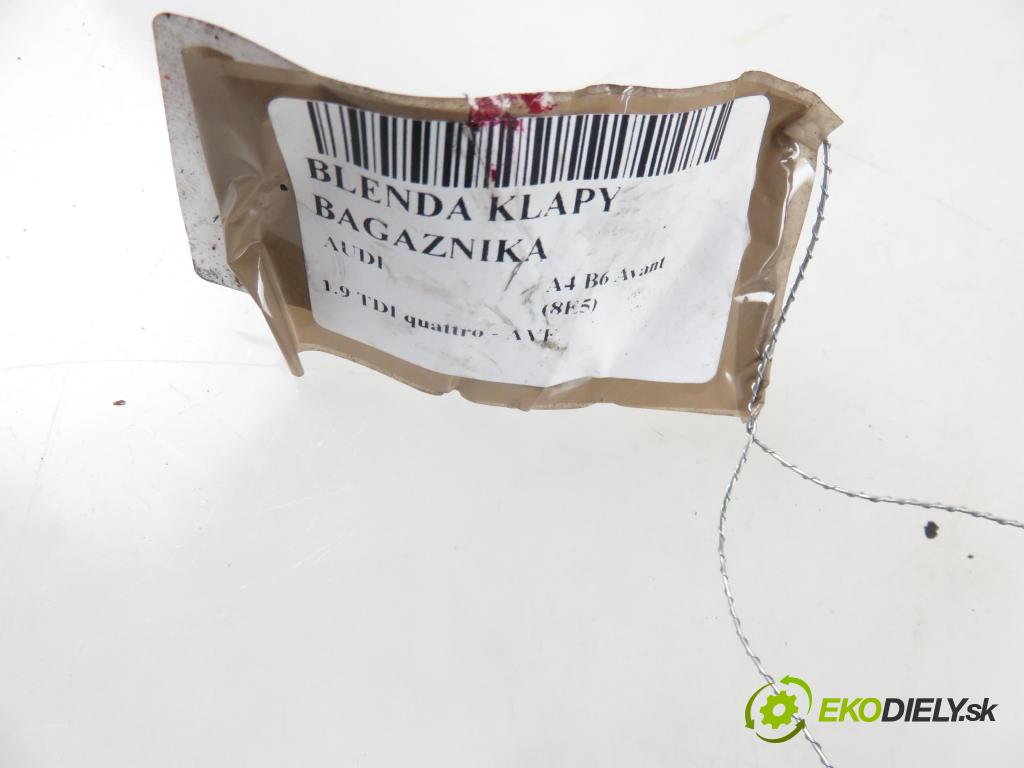 BLENDA KLAPY
BAGAZNIKA
AUDI
A4 B6 Avant
(8E5)
1.9 TDI quattro - AVF
EKODIELY.sk